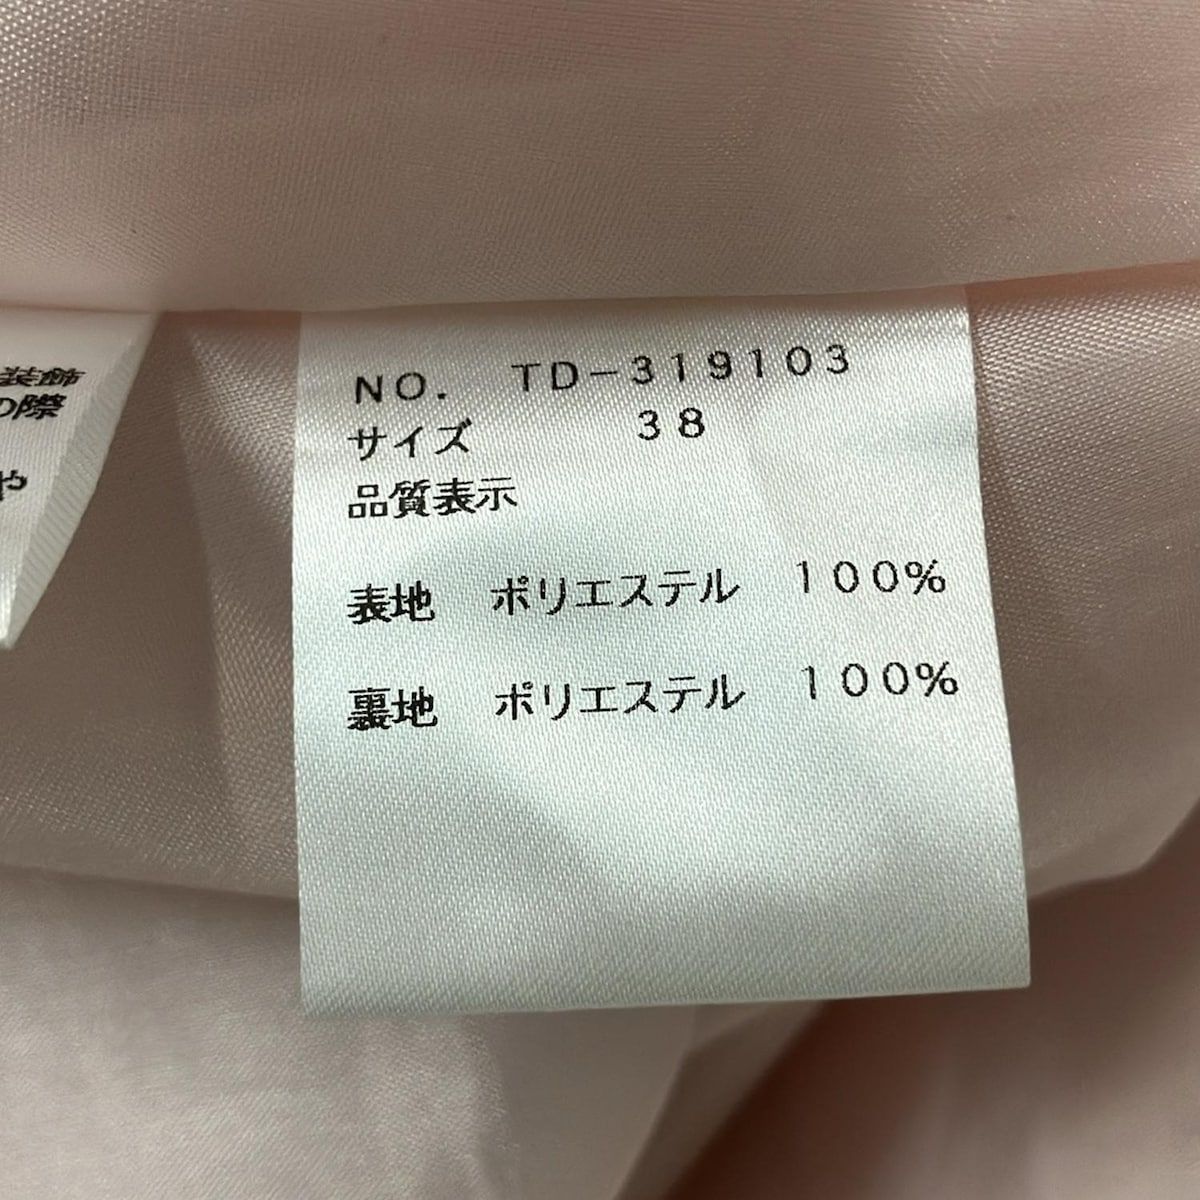 装飾
の際
や
NO. TD-319103
サイズ 38
品質表示
表地 ポリエステル 100%
裏地 ポリエステル 100%